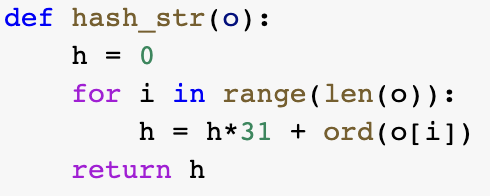 def hash_str(o):
    h = 0
    for i in range(len(o)):
        h = h*31 + ord(o[i])
    return h